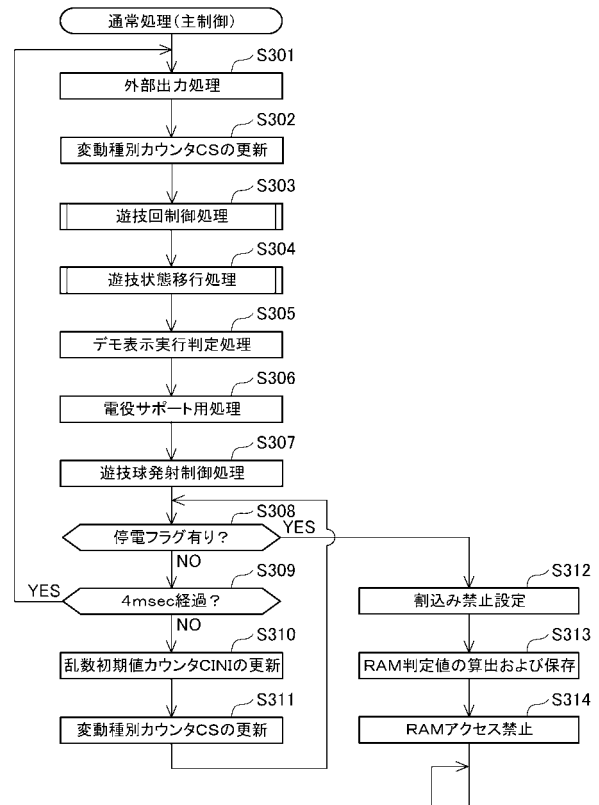 通常処理(主制御)
S301
外部出力処理
S302
変動種別カウンタCSの更新
S303
遊技回制御処理
S304
遊技状態移行処理
S305
デモ表示実行判定処理
S306
電役サポート用処理
S307
遊技球発射制御処理
S308
停電フラグ有り?
YES
NO
S309
YES
4msec経過?
NO
S310
乱数初期値カウンタCINIの更新
S311
変動種別カウンタCSの更新
S312
割込み禁止設定
S313
RAM判定値の算出および保存
S314
RAMアクセス禁止